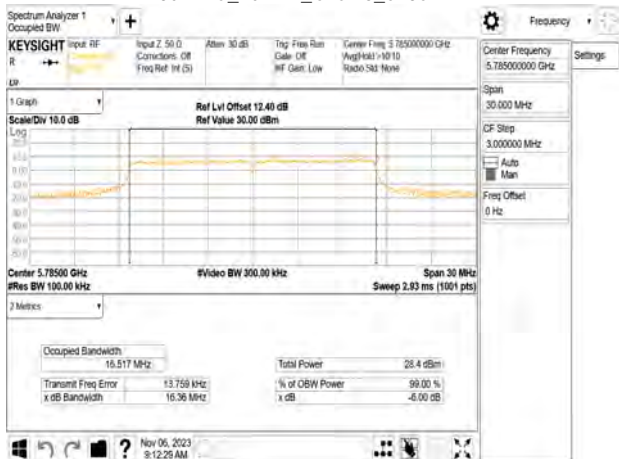 Spectrum Analyzer 1
Occupied BW
+
Frequency
KEYSIGHT Input: RF
R
Input Z: 50 Ω
Corrections: Off
Freq Ref: Int (S)
Atten: 30 dB
Trig: Free Run
Gate: Off
#IF Gain: Low
Center Freq: 5.785000000 GHz
Avg|Hold:>10/10
Radio Std: None
Center Frequency
5.785000000 GHz
Settings
Span
30.000 MHz
CF Step
3.000000 MHz
Auto
Man
Freq Offset
0 Hz
1 Graph
Scale/Div 10.0 dB
Ref Lvl Offset 12.40 dB
Ref Value 30.00 dBm
Log
Center 5.78500 GHz
#Res BW 100.00 kHz
#Video BW 300.00 kHz
Span 30 MHz
Sweep 2.93 ms (1001 pts)
2 Metrics
Occupied Bandwidth
16.517 MHz
Total Power 28.4 dBm
Transmit Freq Error 13.759 kHz
% of OBW Power 99.00 %
x dB Bandwidth 16.36 MHz
x dB -6.00 dB
?
Nov 06, 2023
9:12:29 AM